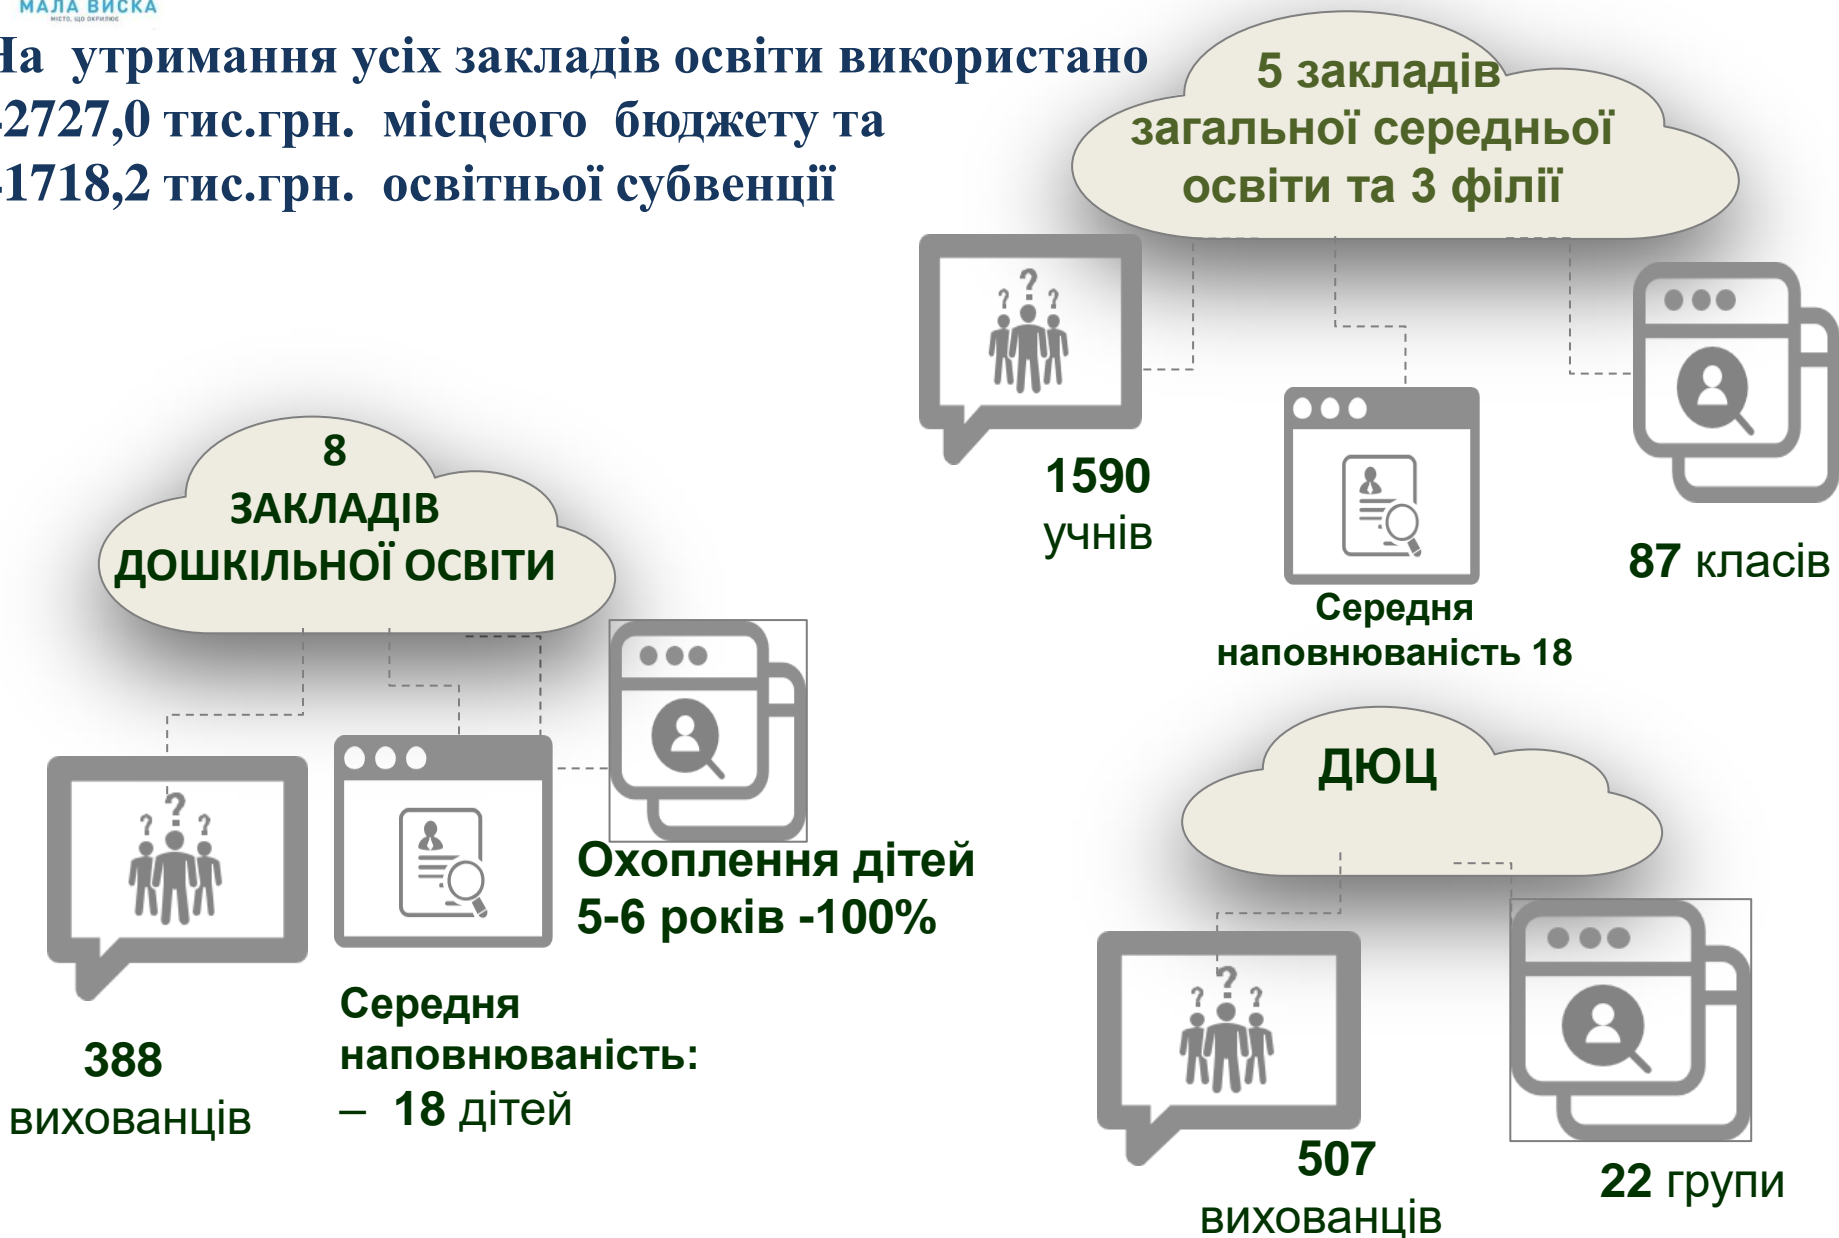 МАЛА ВИСКА
МІСТО, ЩО ОКРИЛЮЄ
На утримання усіх закладів освіти використано
-2727,0 тис.грн. місцеого бюджету та
-1718,2 тис.грн. освітньої субвенції
5 закладів
загальної середньої
освіти та 3 філії
1590
учнів
Середня
наповнюваність 18
87 класів
8
ЗАКЛАДІВ
ДОШКІЛЬНОЇ ОСВІТИ
388
вихованців
Середня
наповнюваність:
– 18 дітей
Охоплення дітей
5-6 років -100%
ДЮЦ
507
вихованців
22 групи